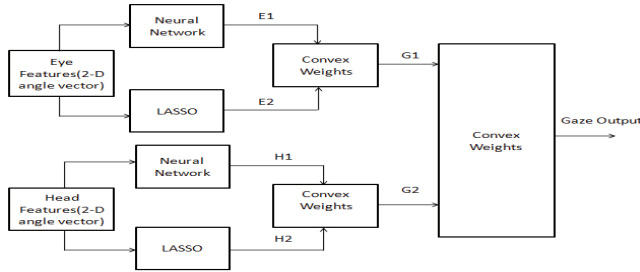 Neural
Network
E1
Eye
Features(2-D
angle vector)
Convex
Weights
G1
LASSO
E2
Convex
Weights
Gaze Output
Neural
Network
H1
Head
Features(2-D
angle vector)
Convex
Weights
G2
LASSO
H2